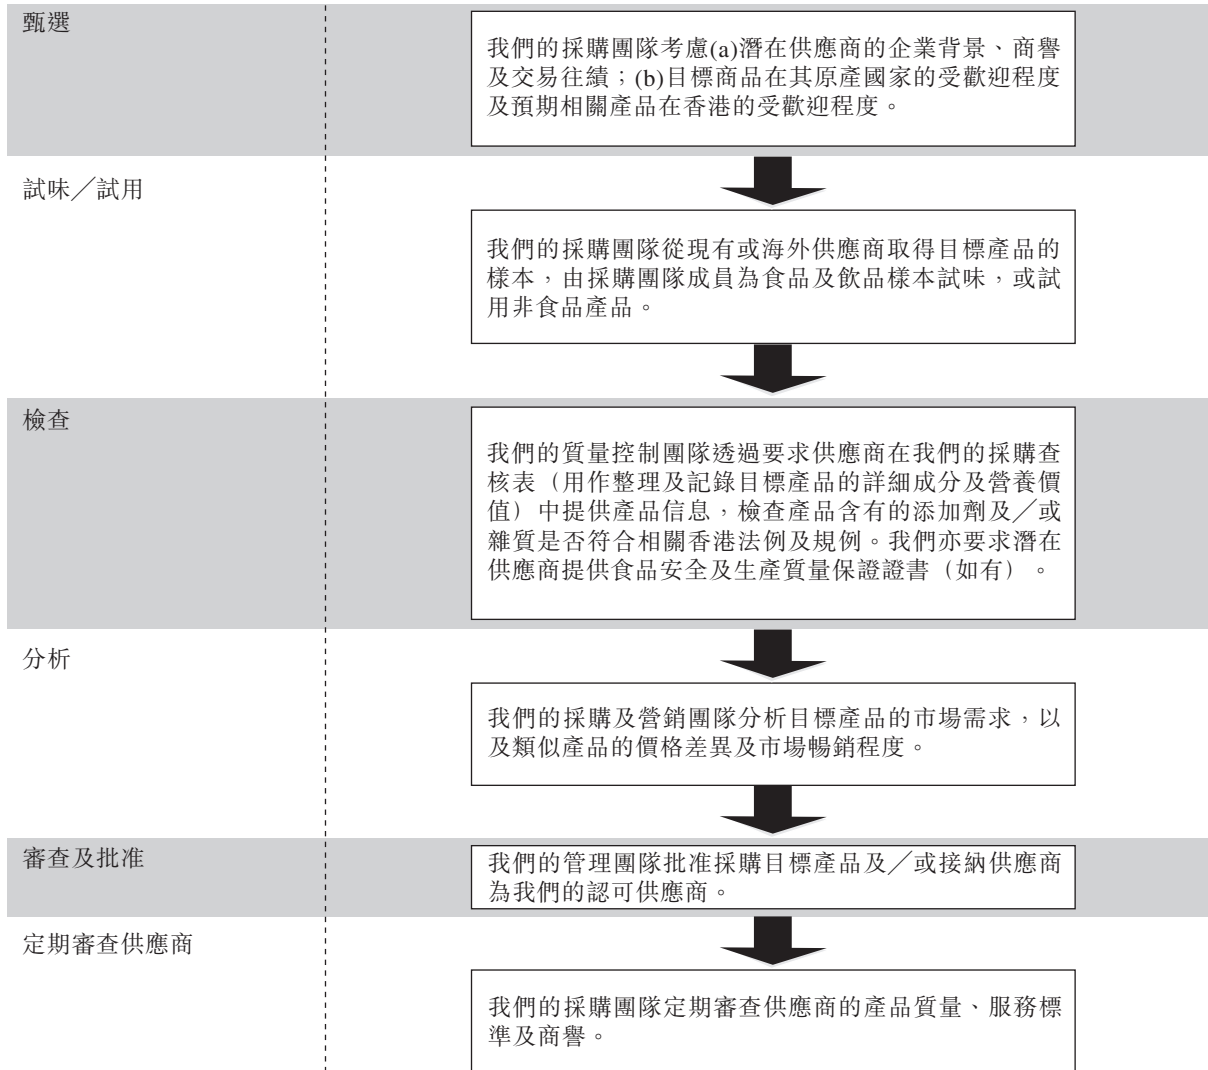 甄選
我們的採購團隊考慮(a)潛在供應商的企業背景、商譽
及交易往績；(b)目標商品在其原產國家的受歡迎程度
及預期相關產品在香港的受歡迎程度。
試味／試用
我們的採購團隊從現有或海外供應商取得目標產品的
樣本，由採購團隊成員為食品及飲品樣本試味，或試
用非食品產品。
檢查
我們的質量控制團隊透過要求供應商在我們的採購查
核表（用作整理及記錄目標產品的詳細成分及營養價
值）中提供產品信息，檢查產品含有的添加劑及／或
雜質是否符合相關香港法例及規例。我們亦要求潛在
供應商提供食品安全及生產質量保證證書（如有）。
分析
我們的採購及營銷團隊分析目標產品的市場需求，以
及類似產品的價格差異及市場暢銷程度。
審查及批准
我們的管理團隊批准採購目標產品及／或接納供應商
為我們的認可供應商。
定期審查供應商
我們的採購團隊定期審查供應商的產品質量、服務標
準及商譽。